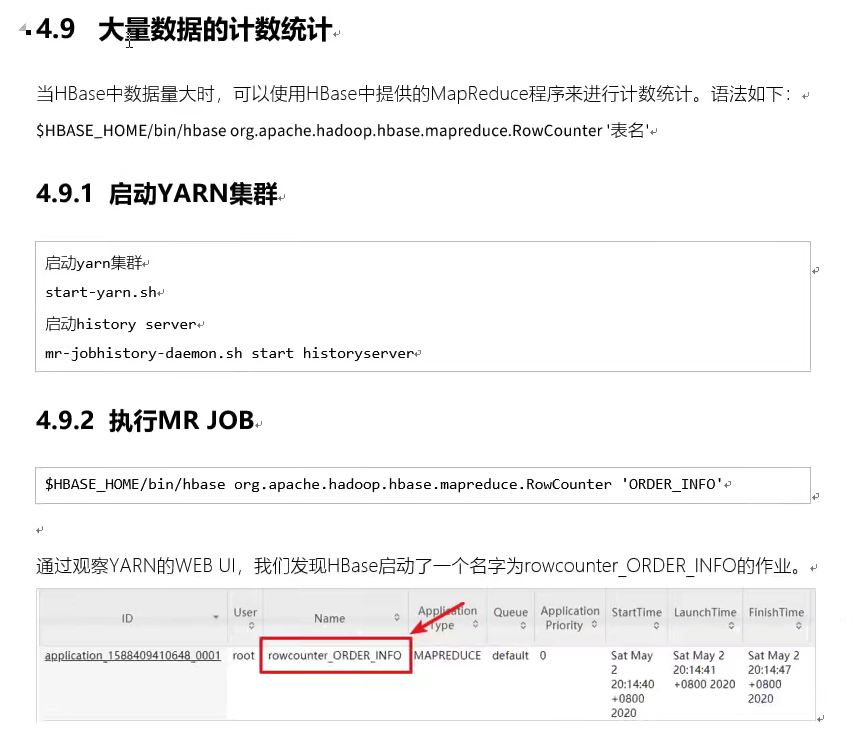 4.9 大量数据的计数统计
当HBase中数据量大时，可以使用HBase中提供的MapReduce程序来进行计数统计。语法如下：
$HBASE_HOME/bin/hbase org.apache.hadoop.hbase.mapreduce.RowCounter '表名'
4.9.1 启动YARN集群
启动yarn集群
start-yarn.sh
启动history server
mr-jobhistory-daemon.sh start historyserver
4.9.2 执行MR JOB
$HBASE_HOME/bin/hbase org.apache.hadoop.hbase.mapreduce.RowCounter 'ORDER_INFO'
通过观察YARN的WEB UI，我们发现HBase启动了一个名字为rowcounter_ORDER_INFO的作业。
ID User Name Application Type Queue Application Priority StartTime LaunchTime FinishTime
application_1588409410648_0001 root rowcounter_ORDER_INFO MAPREDUCE default 0 Sat May 2 20:14:40 +0800 2020 Sat May 2 20:14:41 +0800 2020 Sat May 2 20:14:47 +0800 2020